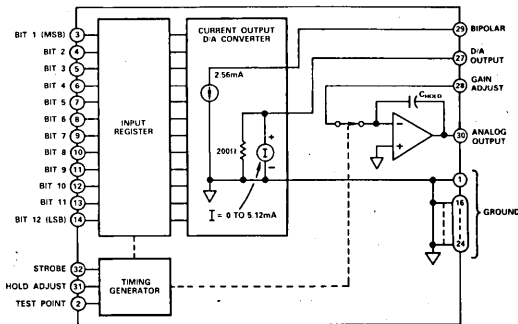 BIT 1 (MSB) 3
BIT 2 4
BIT 3 5
BIT 4 6
BIT 5 7
BIT 6 8
BIT 7 9
BIT 8 10
BIT 9 11
BIT 10 12
BIT 11 13
BIT 12 (LSB) 14
STROBE 32
HOLD ADJUST 31
TEST POINT 2
INPUT
REGISTER
TIMING
GENERATOR
CURRENT OUTPUT
D/A CONVERTER
2.56mA
200Ω
+
I
−
I = 0 TO 5.12mA
CHOLD
−
+
29 BIPOLAR
27 D/A
OUTPUT
28 GAIN
ADJUST
30 ANALOG
OUTPUT
1
16
24
GROUND